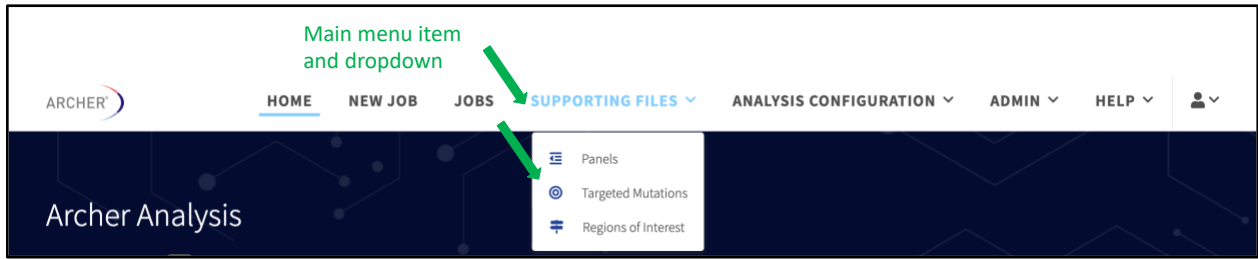 Main menu item
and dropdown
ARCHER®
HOME NEW JOB JOBS SUPPORTING FILES ANALYSIS CONFIGURATION ADMIN HELP
Panels
Targeted Mutations
Regions of Interest
Archer Analysis